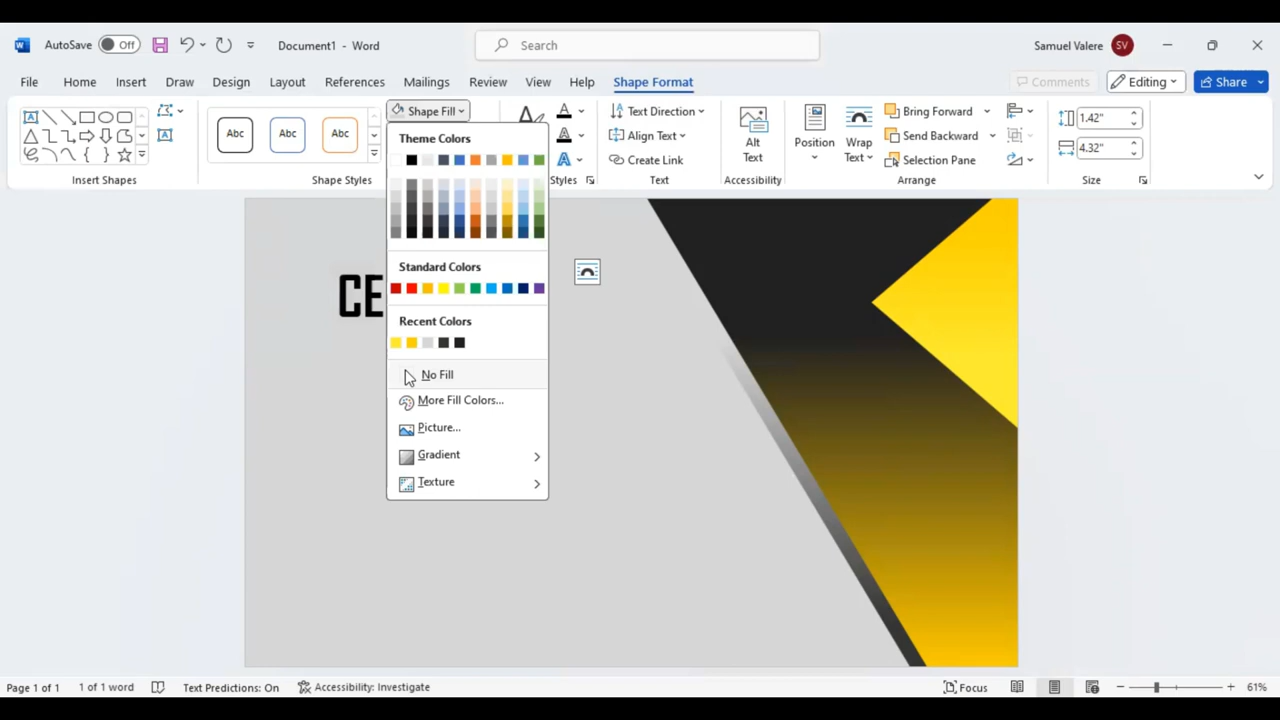 AutoSave Off Document1 - Word Search Samuel Valere SV
File Home Insert Draw Design Layout References Mailings Review View Help Shape Format Comments Editing Share
Shape Fill Text Direction Bring Forward 1.42"
Abc Abc Abc Align Text Alt Text Position Wrap Text Send Backward 4.32"
Create Link Selection Pane
Insert Shapes Shape Styles Styles Text Accessibility Arrange Size
Theme Colors
Standard Colors
CE
Recent Colors
No Fill
More Fill Colors...
Picture...
Gradient
Texture
Page 1 of 1 1 of 1 word Text Predictions: On Accessibility: Investigate Focus 61%